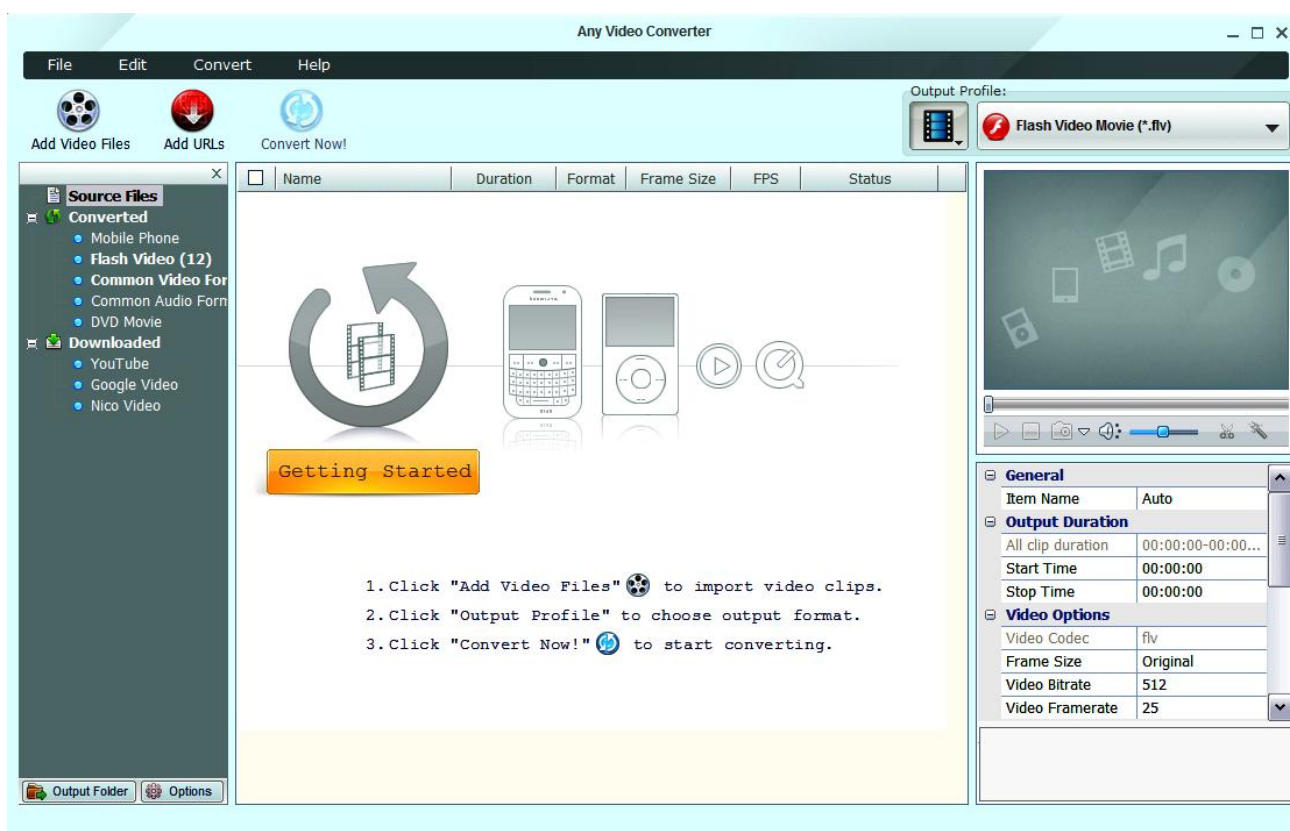 Any Video Converter
File Edit Convert Help
Output Profile:
Add Video Files Add URLs Convert Now!
Flash Video Movie (*.flv)
X
Name Duration Format Frame Size FPS Status
Source Files
Converted
Mobile Phone
Flash Video (12)
Common Video For
Common Audio Form
DVD Movie
Downloaded
YouTube
Google Video
Nico Video
Getting Started
1.Click "Add Video Files" to import video clips.
2.Click "Output Profile" to choose output format.
3.Click "Convert Now!" to start converting.
General
Item Name Auto
Output Duration
All clip duration 00:00:00-00:00...
Start Time 00:00:00
Stop Time 00:00:00
Video Options
Video Codec flv
Frame Size Original
Video Bitrate 512
Video Framerate 25
Output Folder Options